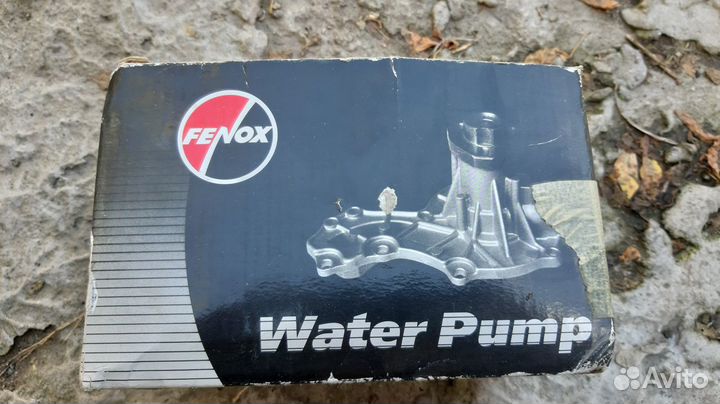 FENOX
Water Pump
Avito